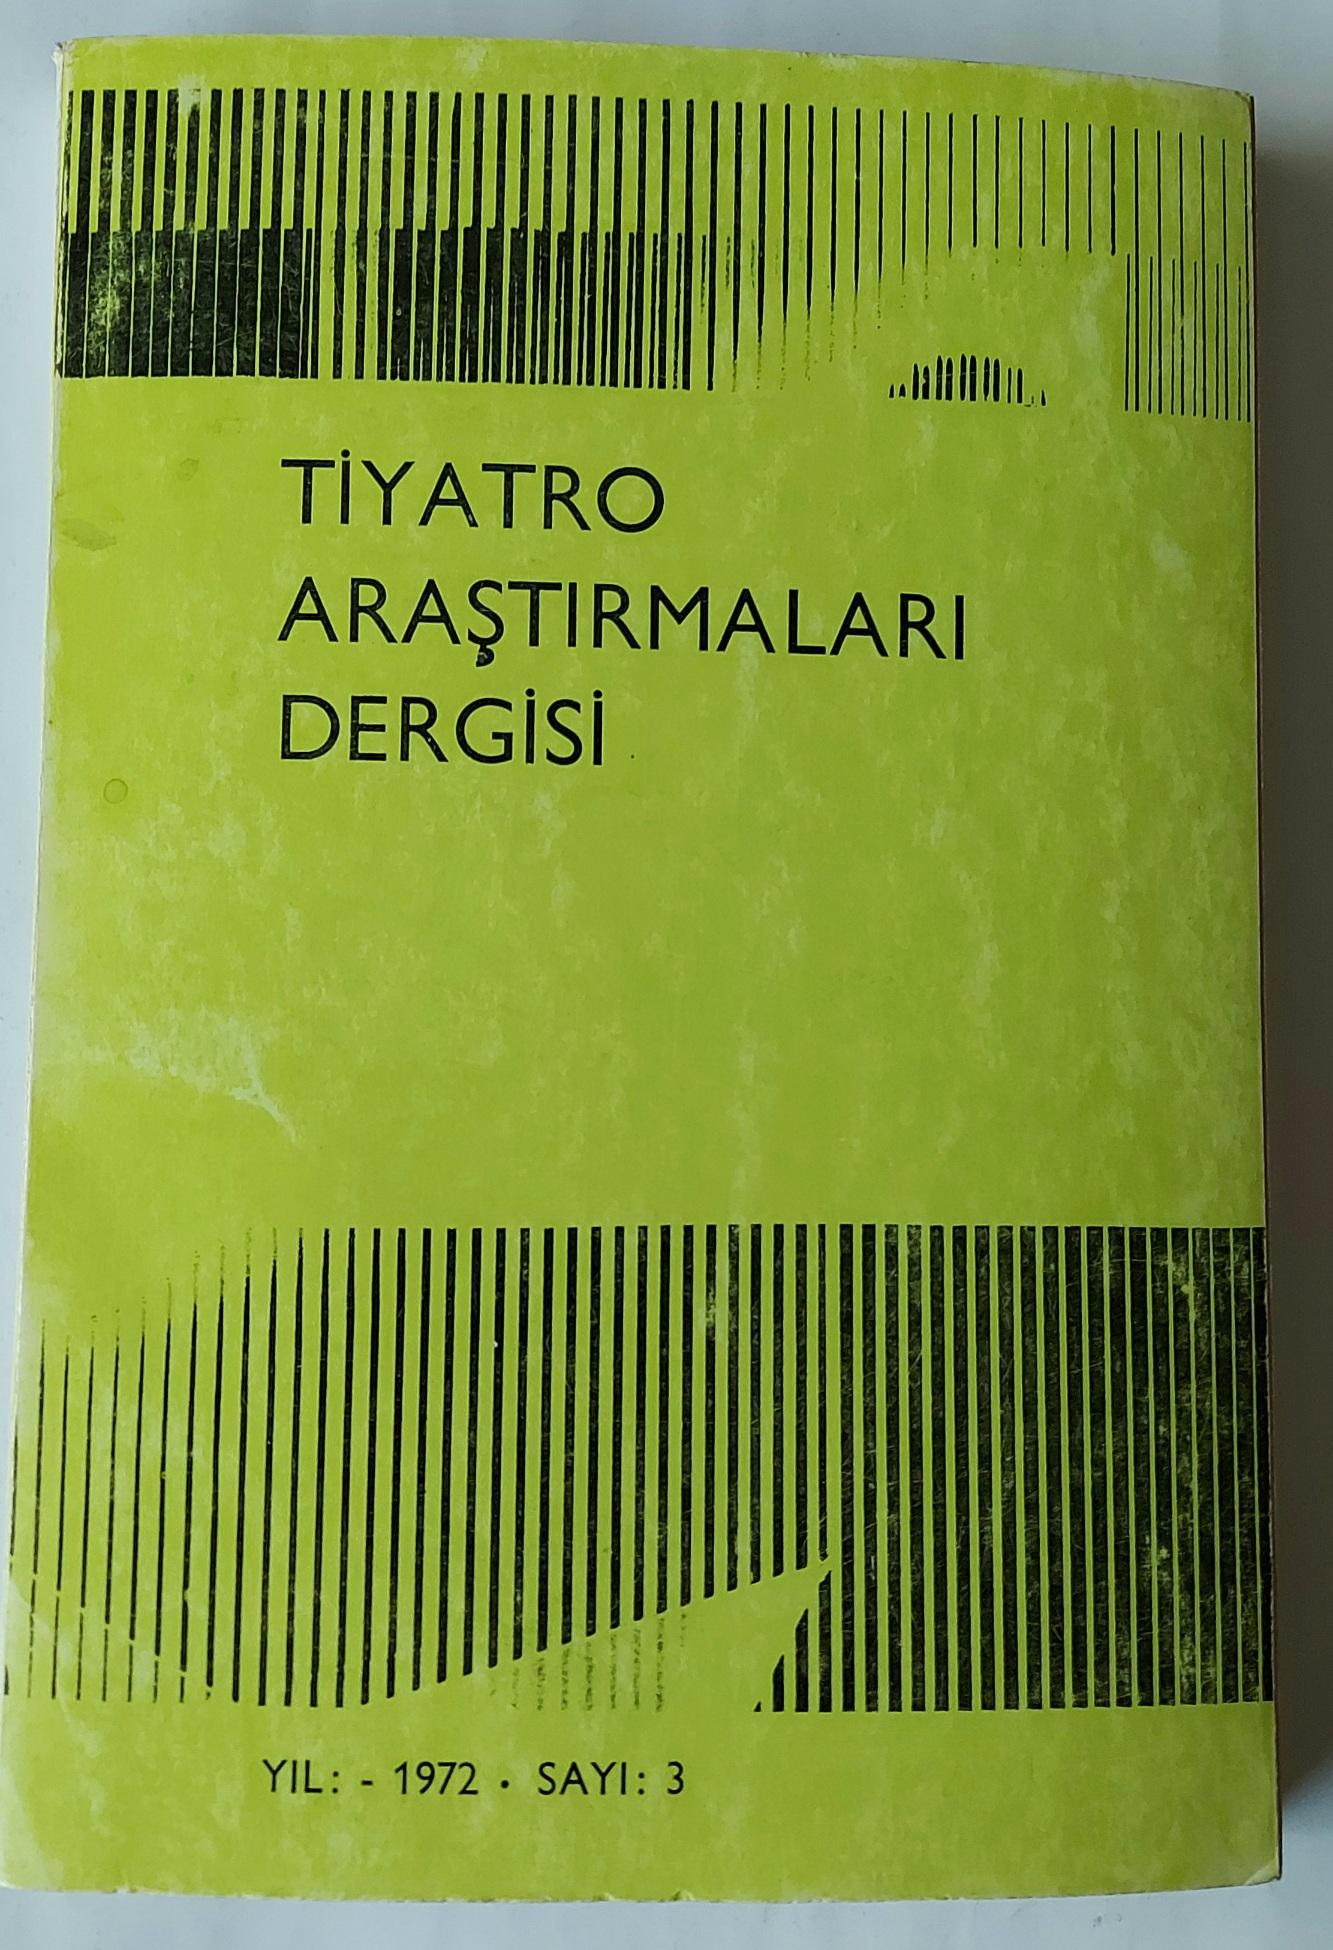 TİYATRO
ARAŞTIRMALARI
DERGİSİ
YIL: - 1972 • SAYI: 3